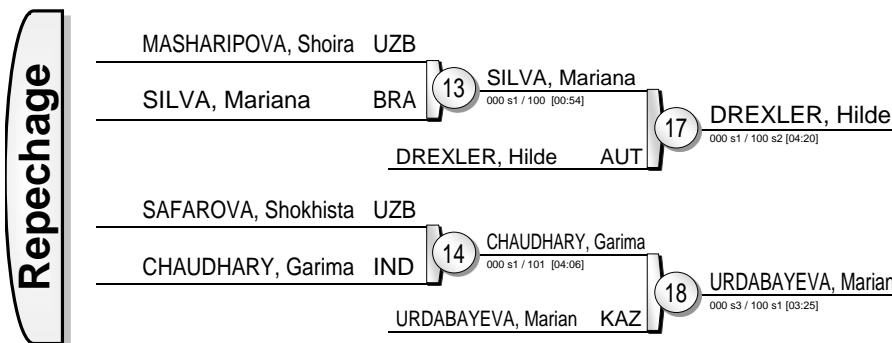 Repechage
MASHARIPOVA, Shoira UZB
SILVA, Mariana BRA
13
SILVA, Mariana
000 s1 / 100 [00:54]
DREXLER, Hilde AUT
17
DREXLER, Hilde
000 s1 / 100 s2 [04:20]
SAFAROVA, Shokhista UZB
CHAUDHARY, Garima IND
14
CHAUDHARY, Garima
000 s1 / 101 [04:06]
URDABAYEVA, Marian KAZ
18
URDABAYEVA, Marian
000 s3 / 100 s1 [03:25]